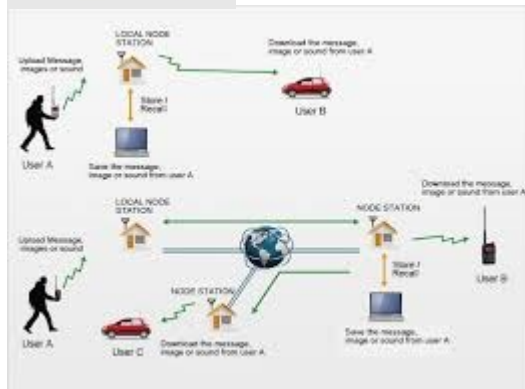 LOCAL NODE
STATION
Download the message,
images or sound from user A
Upload Message,
images or sound
Store /
Recall
User B
User A
Save the message,
image or sound from user A
Download the message,
image or sound from user A
LOCAL NODE
STATION
NODE STATION
Upload Message,
images or sound
Store /
Recall
User B
NODE STATION
User A
User C
Download the message,
image or sound from user A
Save the message,
image or sound from user A